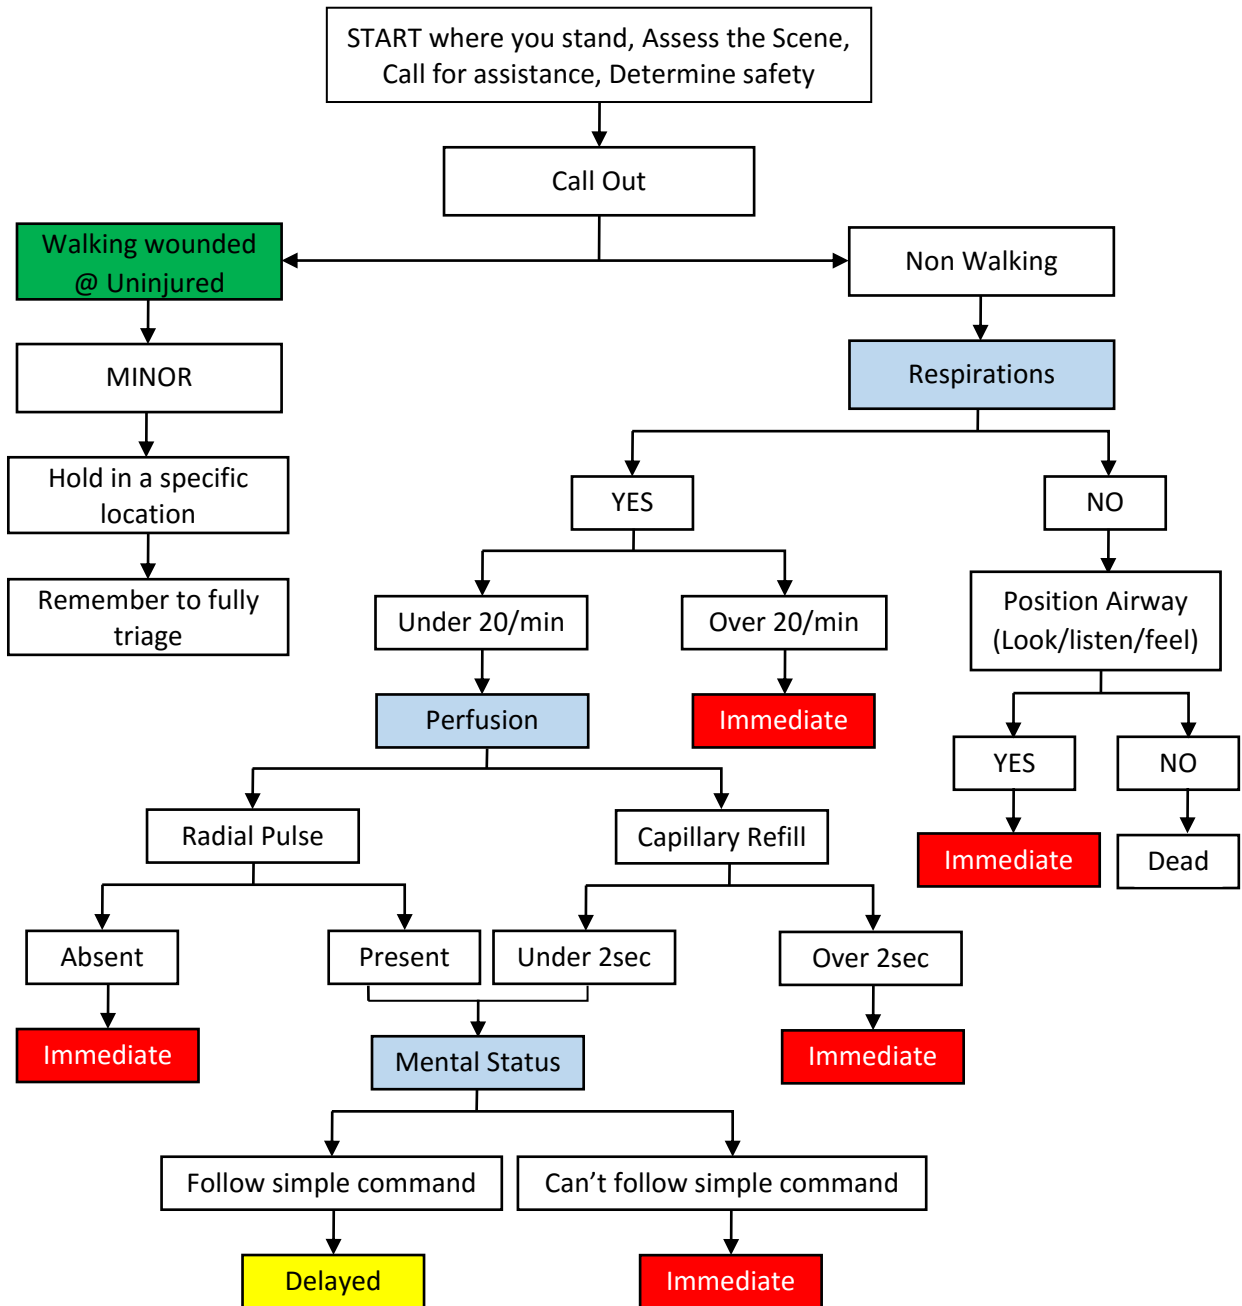 START where you stand, Assess the Scene,
Call for assistance, Determine safety
Call Out
Walking wounded
@ Uninjured
Non Walking
MINOR
Respirations
Hold in a specific
location
YES
NO
Remember to fully
triage
Under 20/min
Over 20/min
Position Airway
(Look/listen/feel)
Perfusion
Immediate
YES
NO
Radial Pulse
Capillary Refill
Immediate
Dead
Absent
Present
Under 2sec
Over 2sec
Immediate
Mental Status
Immediate
Follow simple command
Can’t follow simple command
Delayed
Immediate